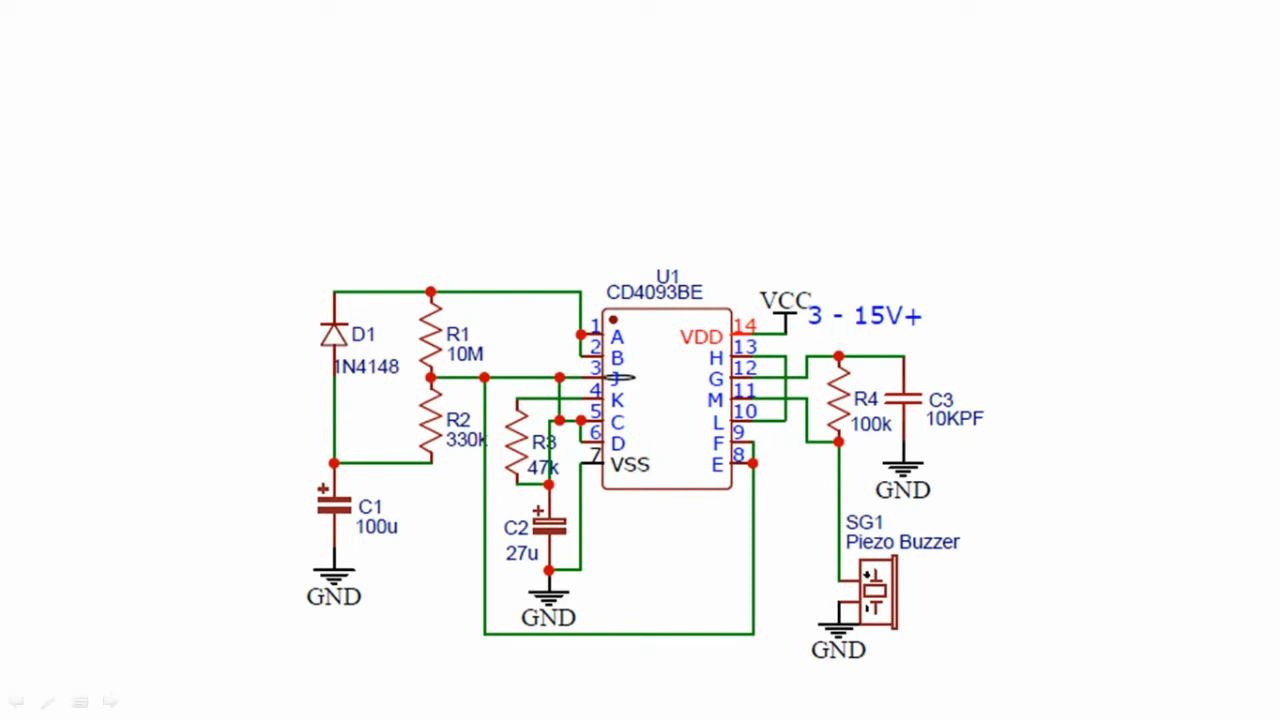 U1
CD4093BE
VCC
3 - 15V+
D1
1N4148
R1
10M
R2
330k
R3
47k
C1
100u
GND
C2
27u
GND
1
2
3
4
5
6
7
A
B
J
K
C
D
VSS
VDD
H
G
M
L
F
E
14
13
12
11
10
9
8
R4
100k
C3
10KPF
GND
SG1
Piezo Buzzer
GND